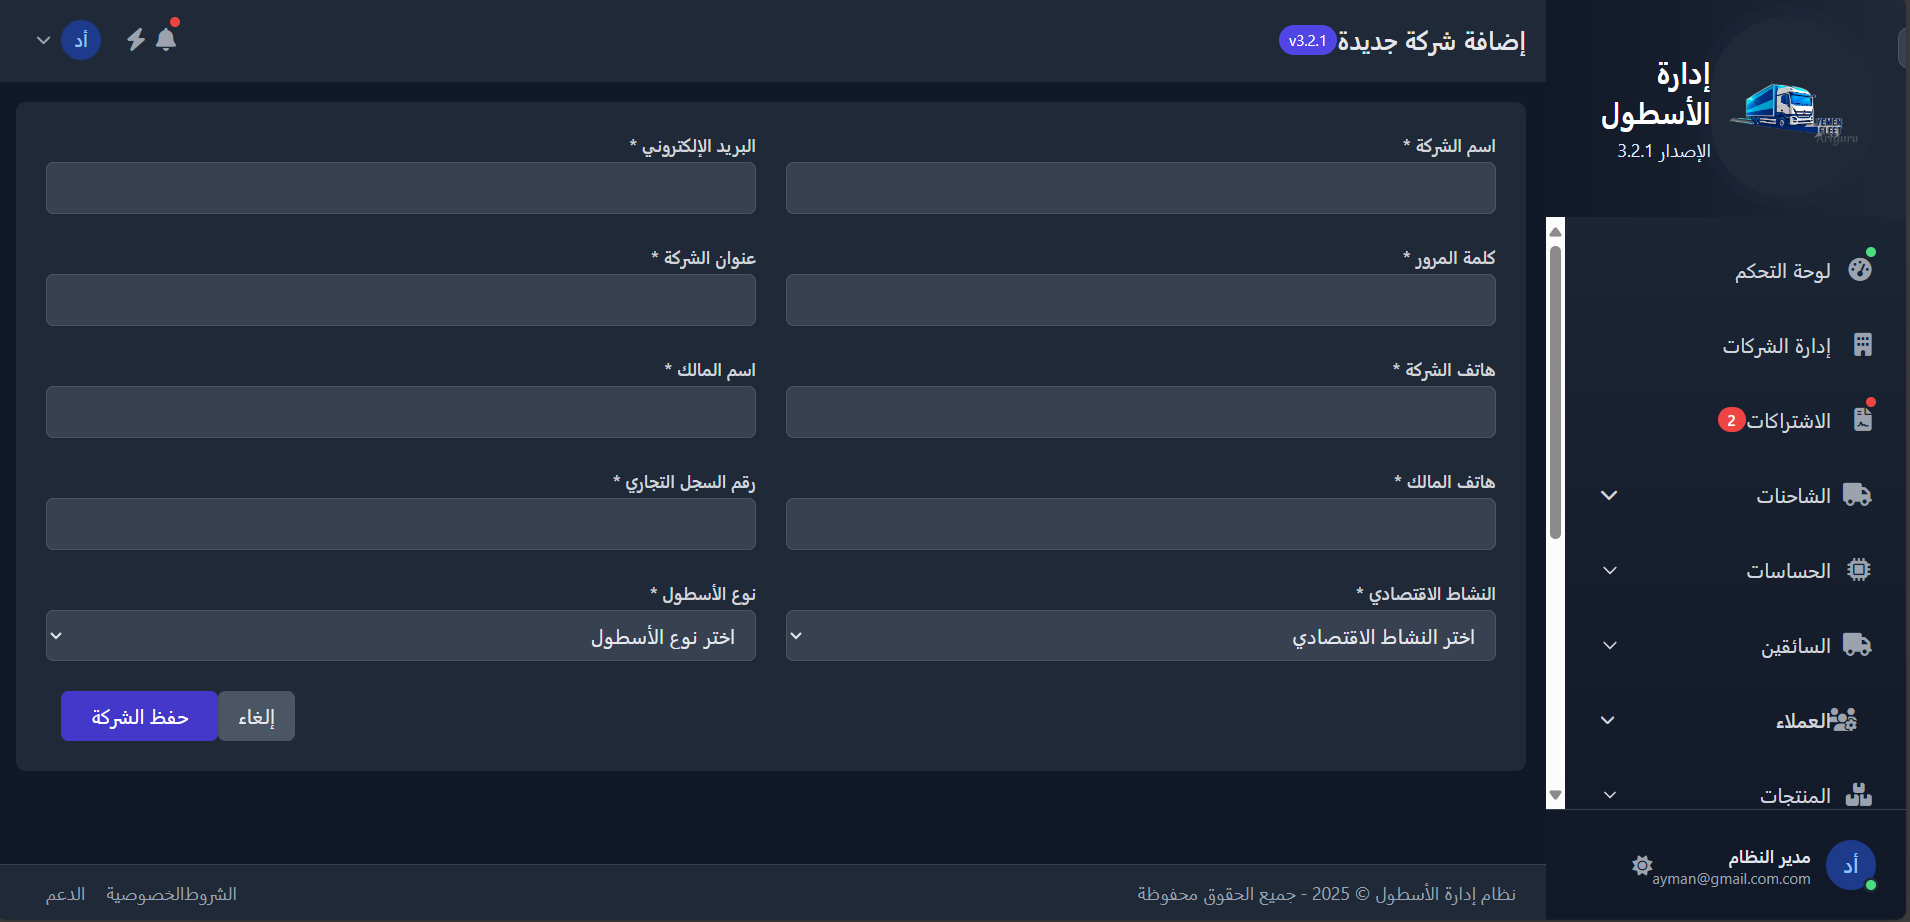 إدارة
الأسطول
الإصدار 3.2.1
YEMEN
FLEET
Artguru
لوحة التحكم
إدارة الشركات
الاشتراكات 2
الشاحنات
الحساسات
السائقين
العملاء
المنتجات
أد
مدير النظام
ayman@gmail.com.com
إضافة شركة جديدة v3.2.1
أد
اسم الشركة *
البريد الإلكتروني *
كلمة المرور *
عنوان الشركة *
هاتف الشركة *
اسم المالك *
هاتف المالك *
رقم السجل التجاري *
النشاط الاقتصادي *
نوع الأسطول *
اختر النشاط الاقتصادي
اختر نوع الأسطول
إلغاء
حفظ الشركة
نظام إدارة الأسطول © 2025 - جميع الحقوق محفوظة
الشروط الخصوصية الدعم